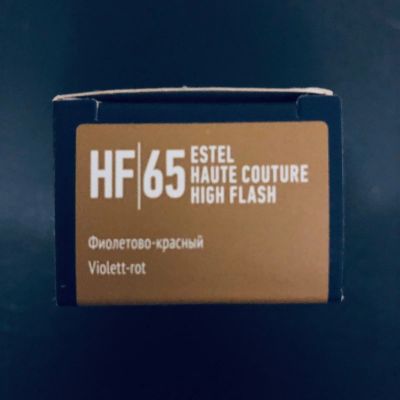 HF|65
ESTEL
HAUTE COUTURE
HIGH FLASH
Фиолетово-красный
Violett-rot